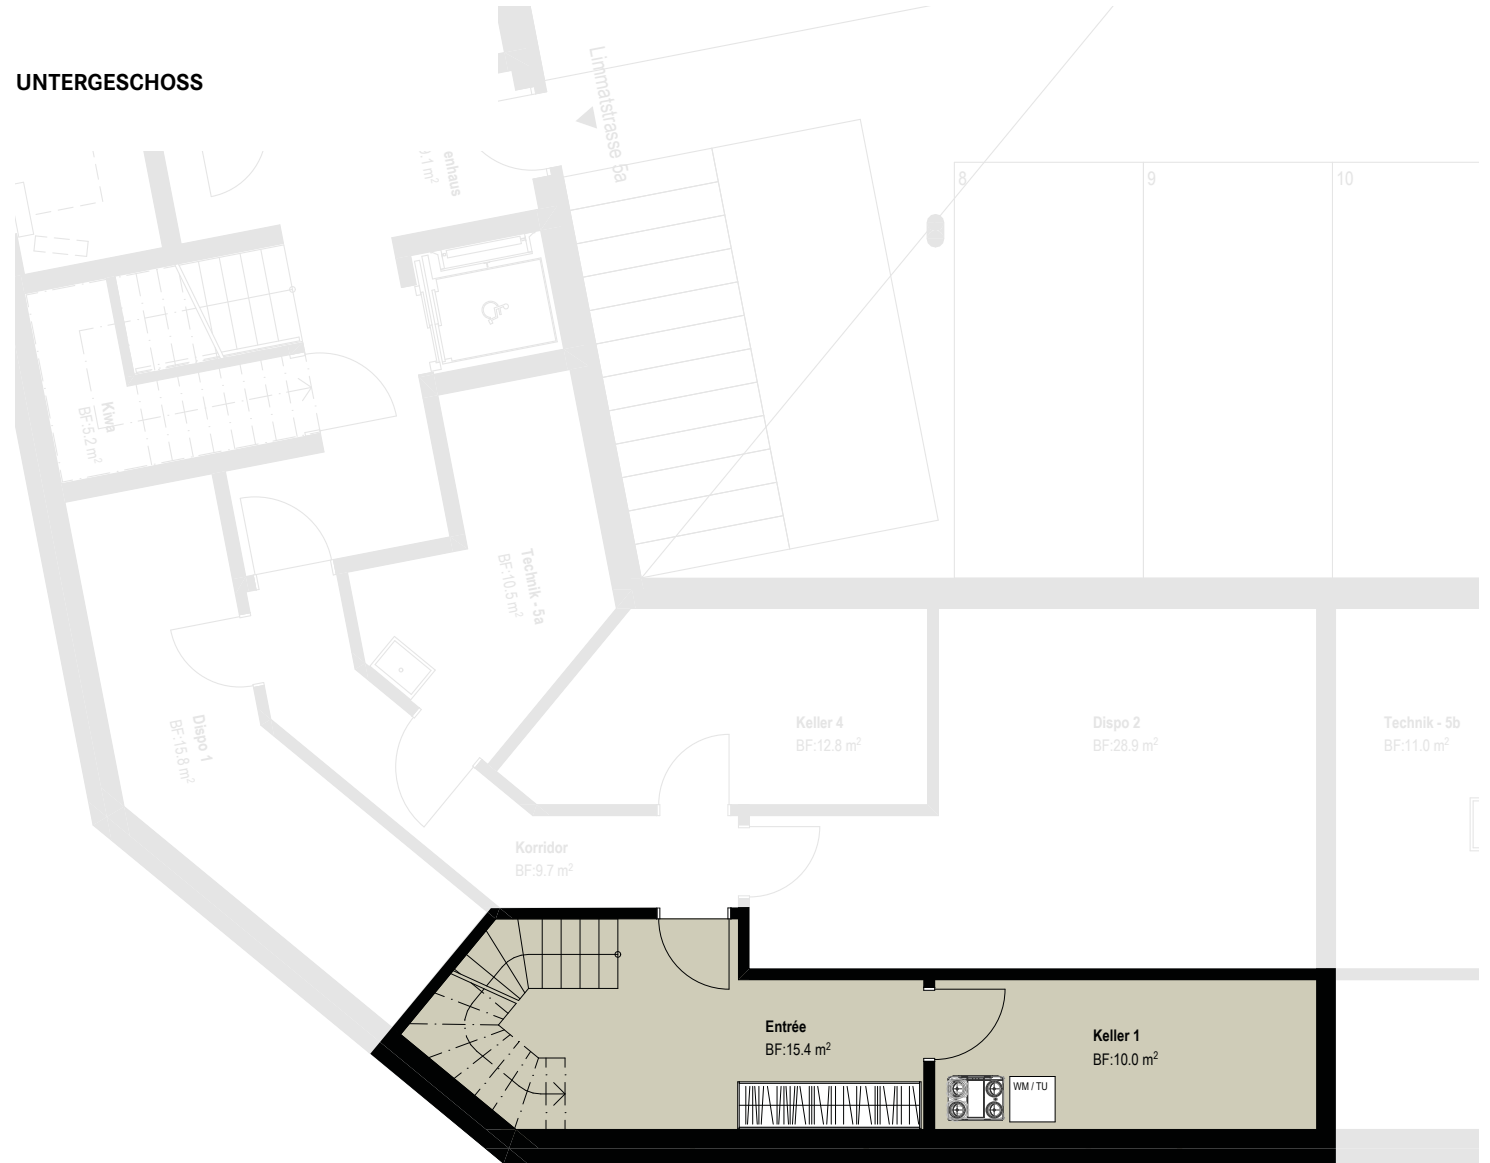 UNTERGESCHOSS
Limmatstrasse 5a
enhaus
.1 m²
8
9
10
Kiwa
BF:5.2 m²
Technik - 5a
BF:10.5 m²
Dispo 1
BF:15.8 m²
Keller 4
BF:12.8 m²
Dispo 2
BF:28.9 m²
Technik - 5b
BF:11.0 m²
Korridor
BF:9.7 m²
Entrée
BF:15.4 m²
Keller 1
BF:10.0 m²
WM / TU